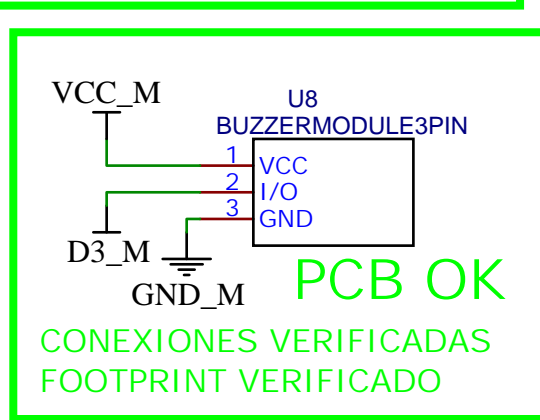 VCC_M
U8
BUZZERMODULE3PIN
1
VCC
2
I/O
3
GND
D3_M
GND_M
PCB OK
CONEXIONES VERIFICADAS
FOOTPRINT VERIFICADO